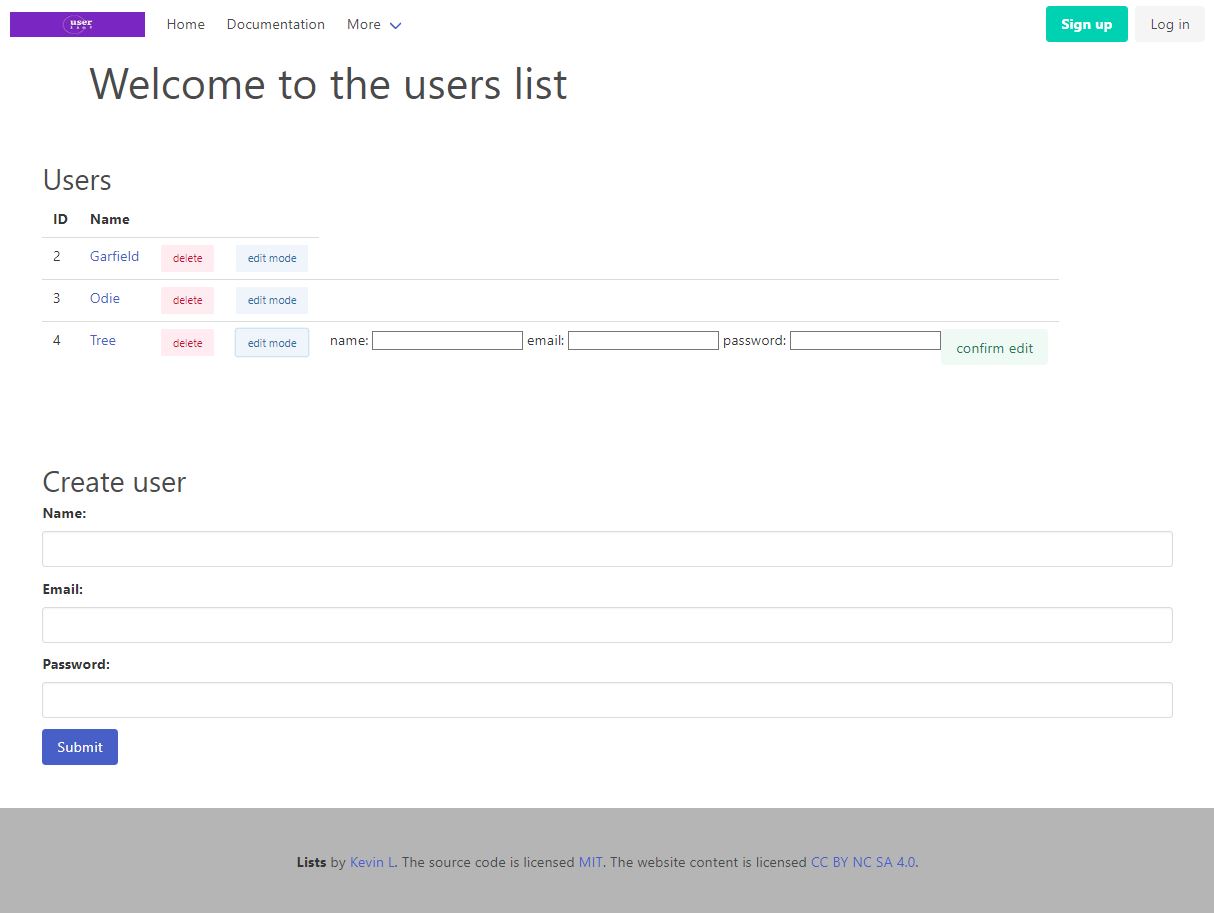 user
LIST
Home Documentation More Sign up Log in
Welcome to the users list
Users
ID Name
2 Garfield delete edit mode
3 Odie delete edit mode
4 Tree delete edit mode name: email: password: confirm edit
Create user
Name:
Email:
Password:
Submit
Lists by Kevin L. The source code is licensed MIT. The website content is licensed CC BY NC SA 4.0.